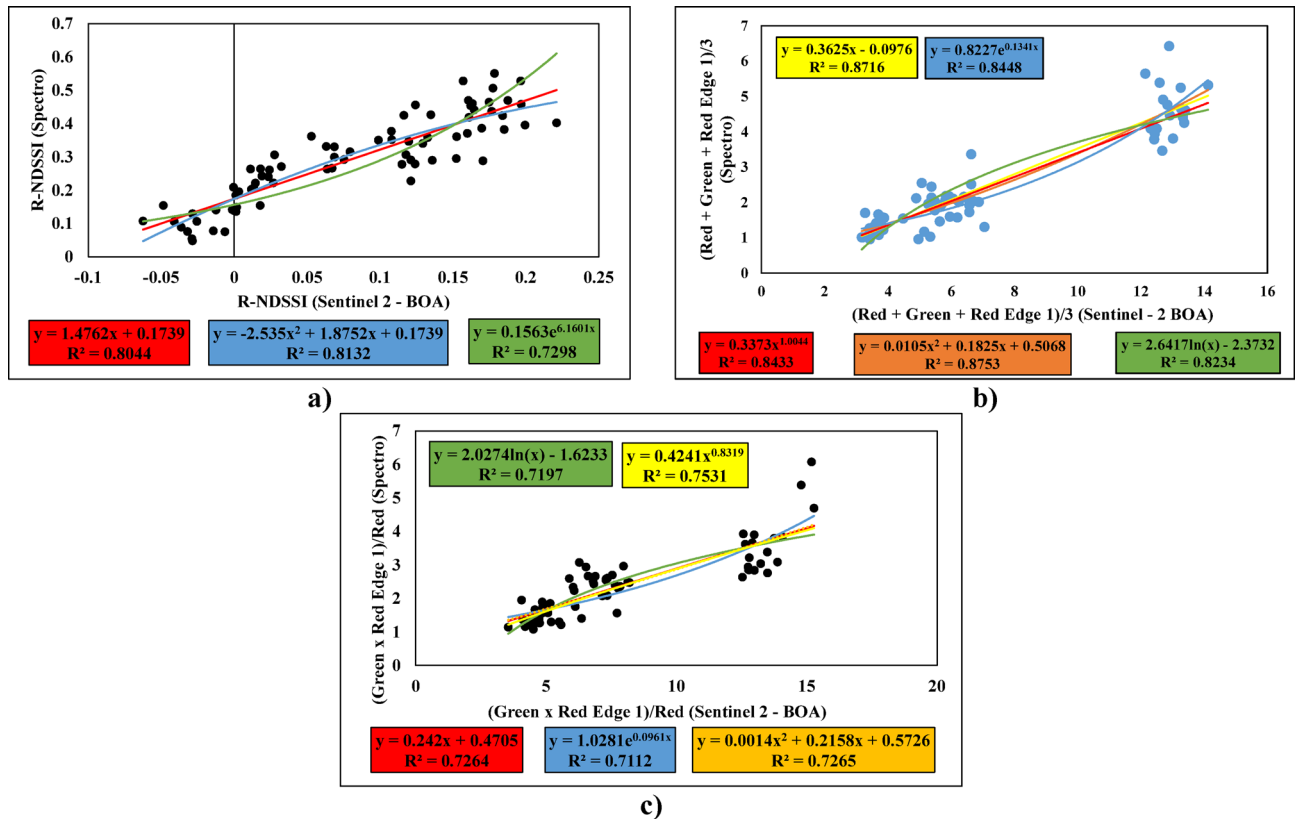 0.7
0.6
0.5
0.4
0.3
0.2
0.1
0
-0.1
-0.05
0
0.05
0.1
0.15
0.2
0.25
R-NDSSI (Spectro)
R-NDSSI (Sentinel 2 - BOA)
y = 1.4762x + 0.1739
R² = 0.8044
y = -2.535x² + 1.8752x + 0.1739
R² = 0.8132
y = 0.1563e^6.1601x
R² = 0.7298
a)
7
6
5
4
3
2
1
0
0
2
4
6
8
10
12
14
16
(Red + Green + Red Edge 1)/3
(Spectro)
y = 0.3625x - 0.0976
R² = 0.8716
y = 0.8227e^0.1341x
R² = 0.8448
(Red + Green + Red Edge 1)/3 (Sentinel - 2 BOA)
y = 0.3373x^1.0044
R² = 0.8433
y = 0.0105x² + 0.1825x + 0.5068
R² = 0.8753
y = 2.6417ln(x) - 2.3732
R² = 0.8234
b)
7
6
5
4
3
2
1
0
0
5
10
15
20
(Green x Red Edge 1)/Red (Spectro)
y = 2.0274ln(x) - 1.6233
R² = 0.7197
y = 0.4241x^0.8319
R² = 0.7531
(Green x Red Edge 1)/Red (Sentinel 2 - BOA)
y = 0.242x + 0.4705
R² = 0.7264
y = 1.0281e^0.0961x
R² = 0.7112
y = 0.0014x² + 0.2158x + 0.5726
R² = 0.7265
c)